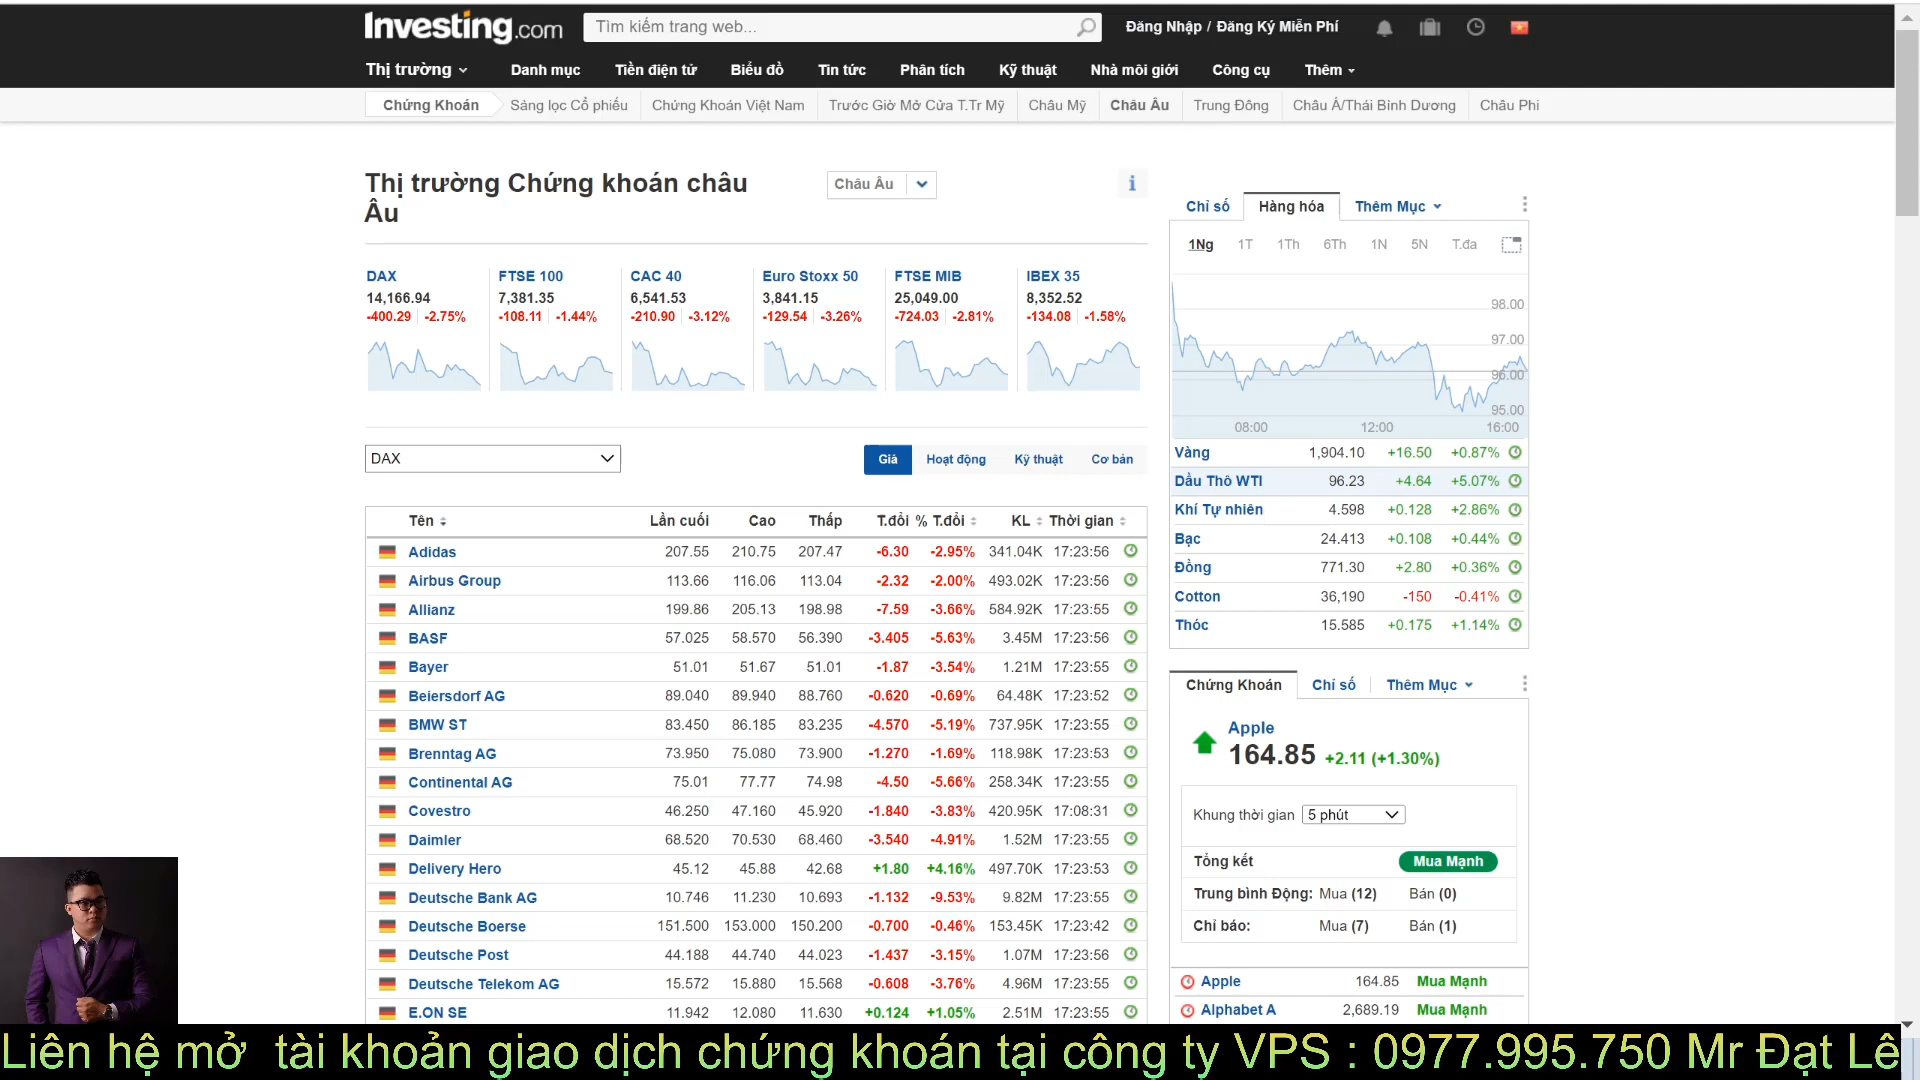 Investing.com
Tìm kiếm trang web...
Đăng Nhập / Đăng Ký Miễn Phí
Thị trường Danh mục Tiền điện tử Biểu đồ Tin tức Phân tích Kỹ thuật Nhà môi giới Công cụ Thêm
Chứng Khoán Sàng lọc Cổ phiếu Chứng Khoán Việt Nam Trước Giờ Mở Cửa T.Tr Mỹ Châu Mỹ Châu Âu Trung Đông Châu Á/Thái Bình Dương Châu Phi
Thị trường Chứng khoán châu
Âu
Châu Âu
DAX FTSE 100 CAC 40 Euro Stoxx 50 FTSE MIB IBEX 35
14,166.94 7,381.35 6,541.53 3,841.15 25,049.00 8,352.52
-400.29 -2.75% -108.11 -1.44% -210.90 -3.12% -129.54 -3.26% -724.03 -2.81% -134.08 -1.58%
DAX
Giá Hoạt động Kỹ thuật Cơ bản
Tên Lần cuối Cao Thấp T.đổi % T.đổi KL Thời gian
Adidas 207.55 210.75 207.47 -6.30 -2.95% 341.04K 17:23:56
Airbus Group 113.66 116.06 113.04 -2.32 -2.00% 493.02K 17:23:56
Allianz 199.86 205.13 198.98 -7.59 -3.66% 584.92K 17:23:55
BASF 57.025 58.570 56.390 -3.405 -5.63% 3.45M 17:23:56
Bayer 51.01 51.67 51.01 -1.87 -3.54% 1.21M 17:23:55
Beiersdorf AG 89.040 89.940 88.760 -0.620 -0.69% 64.48K 17:23:52
BMW ST 83.450 86.185 83.235 -4.570 -5.19% 737.95K 17:23:55
Brenntag AG 73.950 75.080 73.900 -1.270 -1.69% 118.98K 17:23:53
Continental AG 75.01 77.77 74.98 -4.50 -5.66% 258.34K 17:23:55
Covestro 46.250 47.160 45.920 -1.840 -3.83% 420.95K 17:08:31
Daimler 68.520 70.530 68.460 -3.540 -4.91% 1.52M 17:23:55
Delivery Hero 45.12 45.88 42.68 +1.80 +4.16% 497.70K 17:23:53
Deutsche Bank AG 10.746 11.230 10.693 -1.132 -9.53% 9.82M 17:23:55
Deutsche Boerse 151.500 153.000 150.200 -0.700 -0.46% 153.45K 17:23:42
Deutsche Post 44.188 44.740 44.023 -1.437 -3.15% 1.07M 17:23:56
Deutsche Telekom AG 15.572 15.880 15.568 -0.608 -3.76% 4.96M 17:23:55
E.ON SE 11.942 12.080 11.630 +0.124 +1.05% 2.51M 17:23:55
Chỉ số Hàng hóa Thêm Mục
1Ng 1T 1Th 6Th 1N 5N T.đa
98.00
97.00
96.00
95.00
08:00 12:00 16:00
Vàng 1,904.10 +16.50 +0.87%
Dầu Thô WTI 96.23 +4.64 +5.07%
Khí Tự nhiên 4.598 +0.128 +2.86%
Bạc 24.413 +0.108 +0.44%
Đồng 771.30 +2.80 +0.36%
Cotton 36,190 -150 -0.41%
Thóc 15.585 +0.175 +1.14%
Chứng Khoán Chỉ số Thêm Mục
Apple
164.85 +2.11 (+1.30%)
Khung thời gian 5 phút
Tổng kết Mua Mạnh
Trung bình Động: Mua (12) Bán (0)
Chỉ báo: Mua (7) Bán (1)
Apple 164.85 Mua Mạnh
Alphabet A 2,689.19 Mua Mạnh
Liên hệ mở tài khoản giao dịch chứng khoán tại công ty VPS : 0977.995.750 Mr Đạt Lê